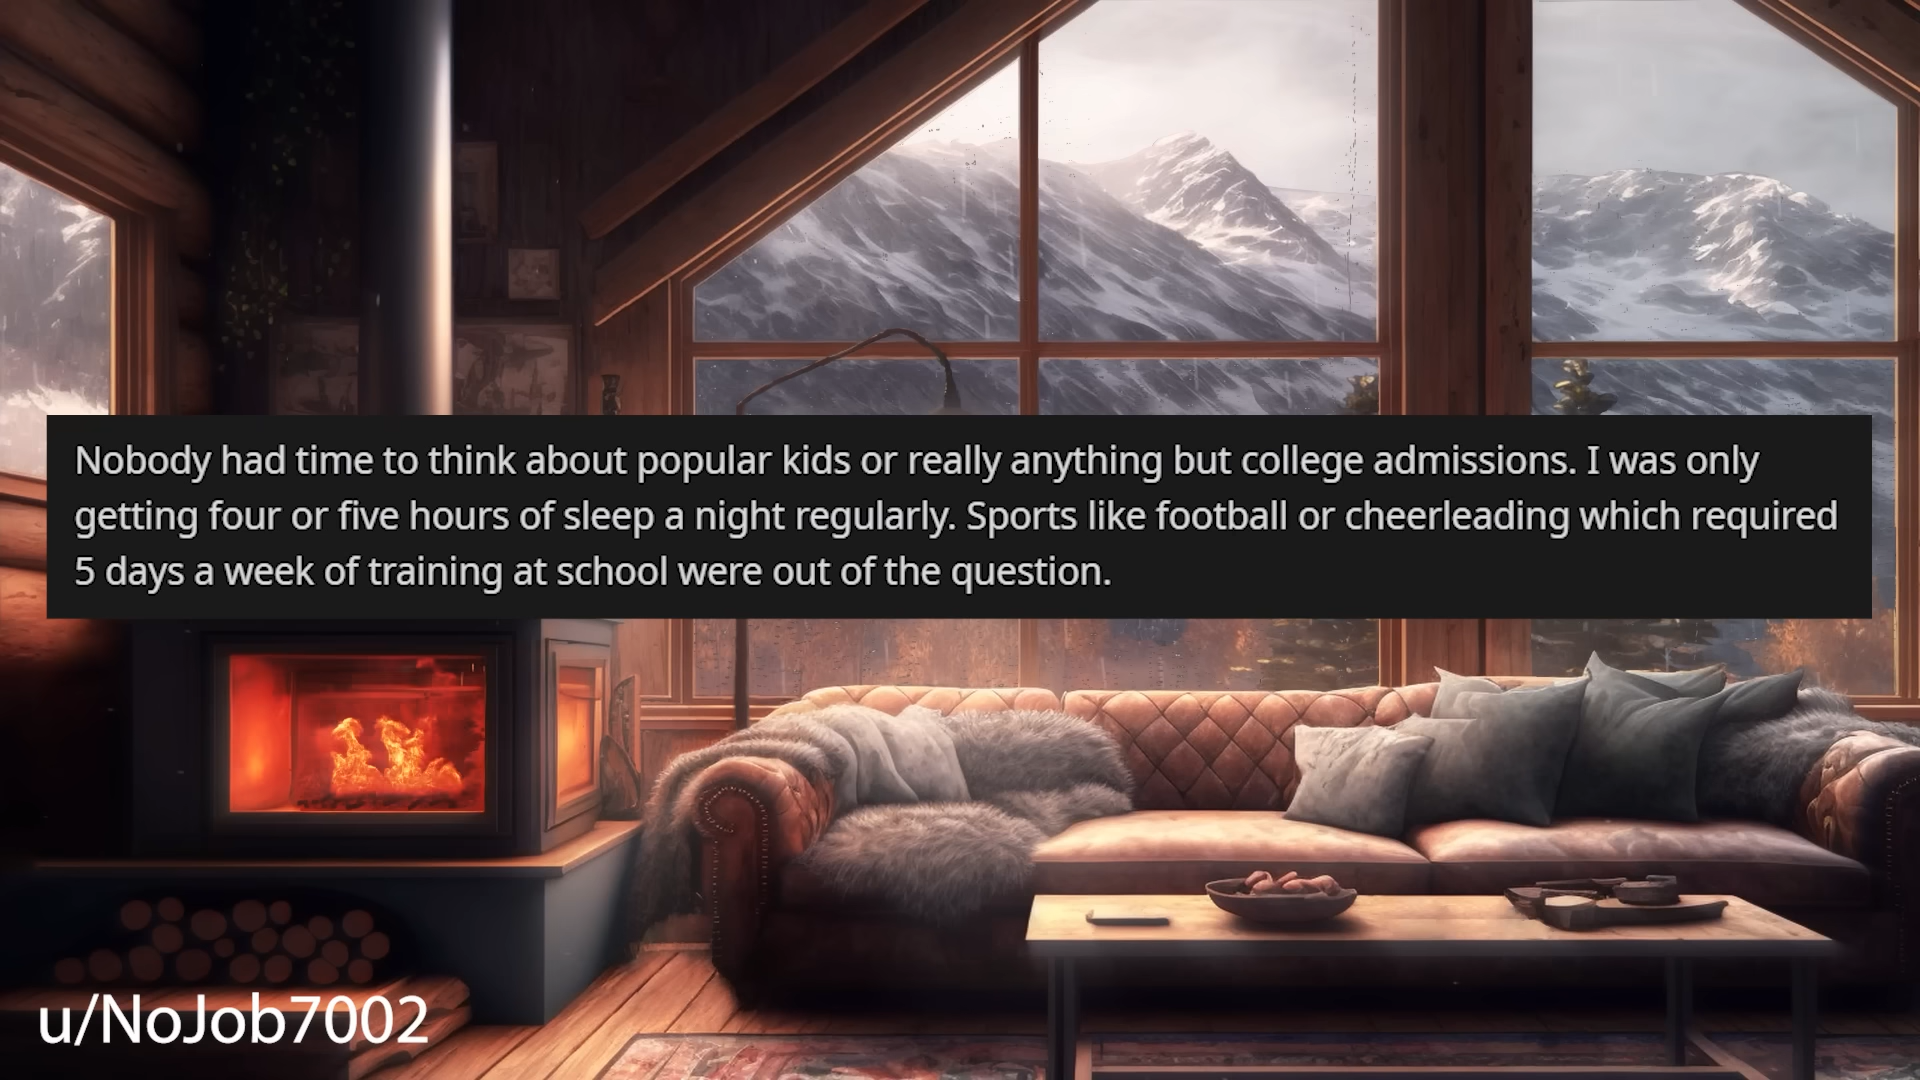 Nobody had time to think about popular kids or really anything but college admissions. I was only
getting four or five hours of sleep a night regularly. Sports like football or cheerleading which required
5 days a week of training at school were out of the question.
u/NoJob7002